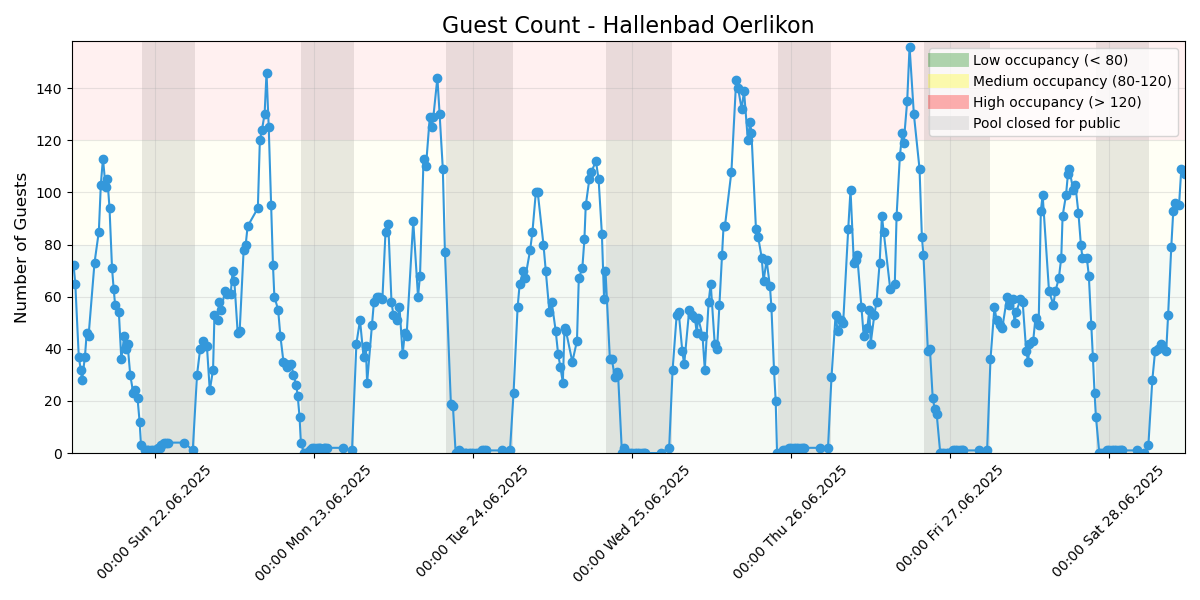 Guest Count - Hallenbad Oerlikon
Number of Guests
140
120
100
80
60
40
20
0
Low occupancy (< 80)
Medium occupancy (80-120)
High occupancy (> 120)
Pool closed for public
00:00 Sun 22.06.2025
00:00 Mon 23.06.2025
00:00 Tue 24.06.2025
00:00 Wed 25.06.2025
00:00 Thu 26.06.2025
00:00 Fri 27.06.2025
00:00 Sat 28.06.2025